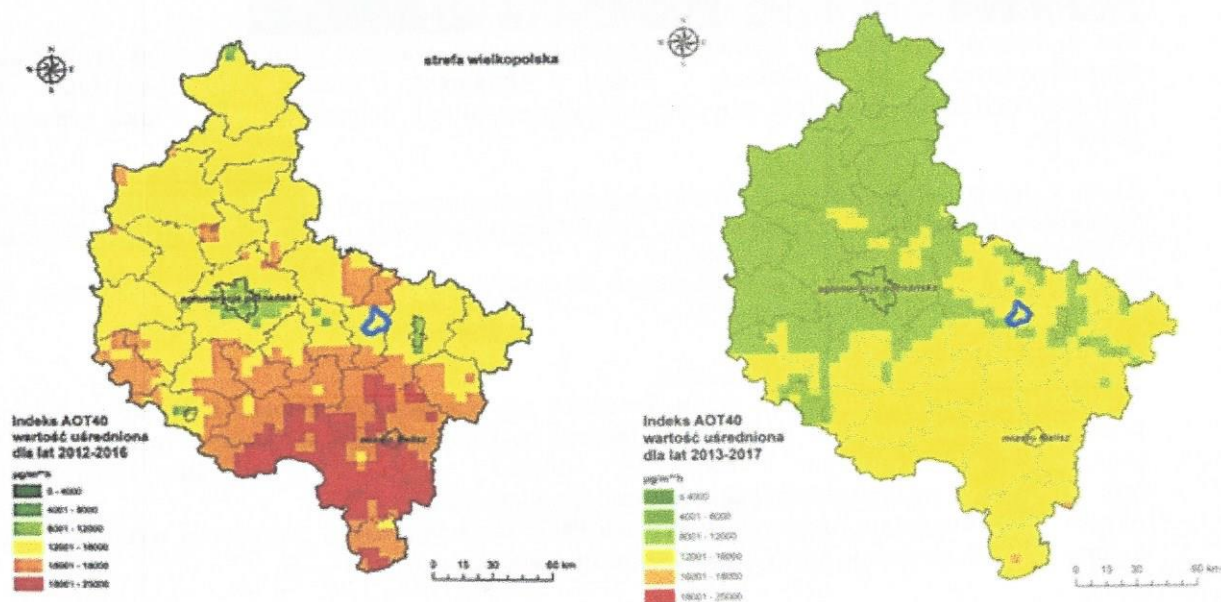 N
E
S
strefa wielkopolska
aglomeracja poznańska
miasto Kalisz
Indeks AOT40
wartość uśredniona
dla lat 2012-2016
µg/m³*h
0 - 4000
4001 - 8000
8001 - 12000
12001 - 16000
16001 - 18000
18001 - 25000
0 15 30 60 km
N
E
S
aglomeracja poznańska
miasto Kalisz
Indeks AOT40
wartość uśredniona
dla lat 2013-2017
µg/m³*h
≤ 4000
4001 - 8000
8001 - 12000
12001 - 16000
16001 - 18000
18001 - 25000
0 15 30 60 km